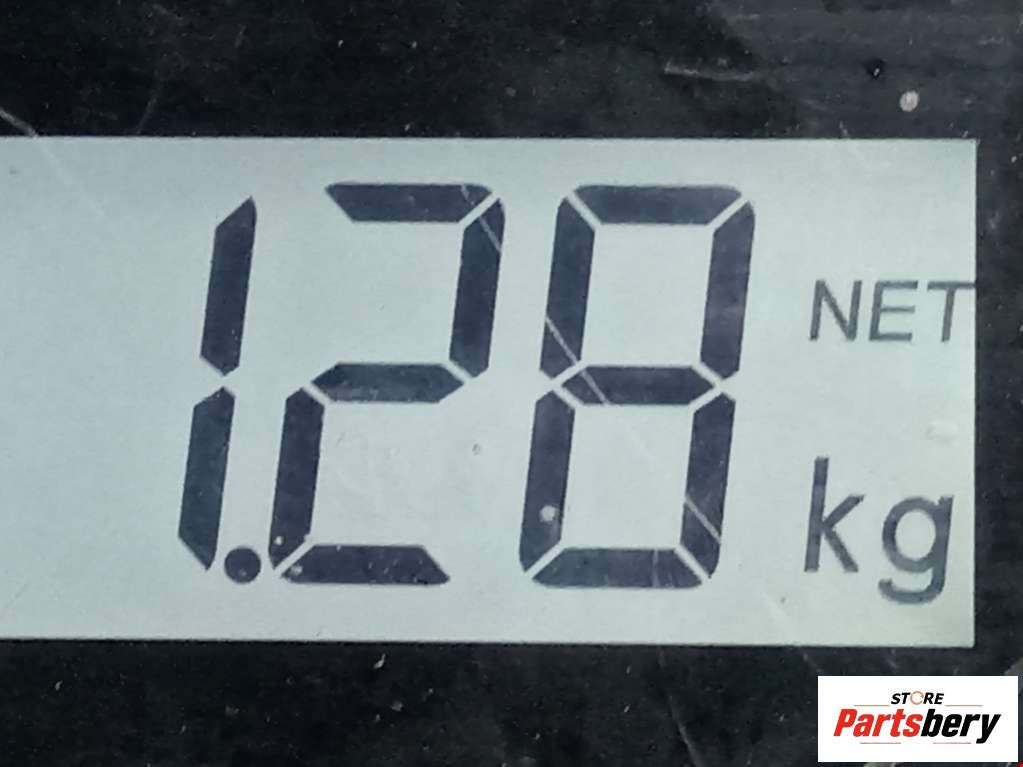 1.28
NET
kg
STORE
Partsbery